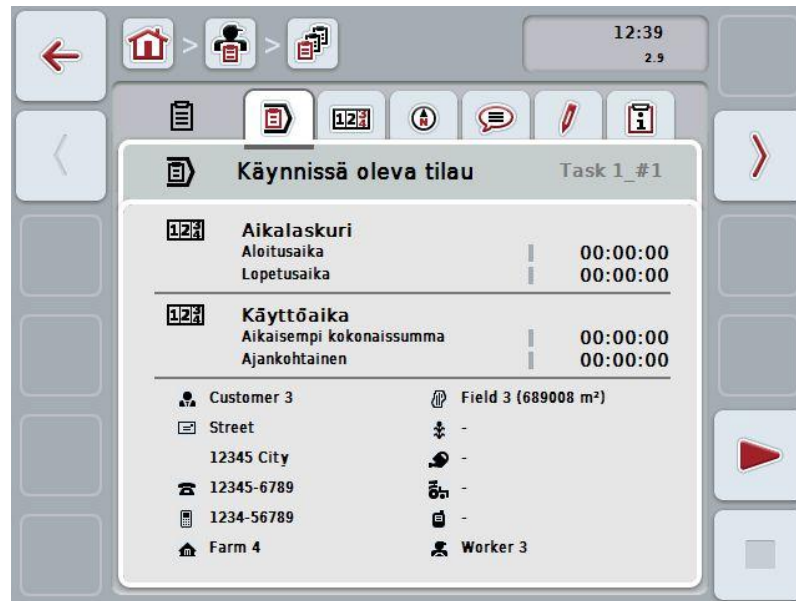 12:39
2.9
Käynnissä oleva tilau Task 1_#1
Aikalaskuri
Aloitusaika 00:00:00
Lopetusaika 00:00:00
Käyttöaika
Aikaisempi kokonaissumma 00:00:00
Ajankohtainen 00:00:00
Customer 3 Field 3 (689008 m²)
Street -
12345 City -
12345-6789 -
1234-56789 -
Farm 4 Worker 3